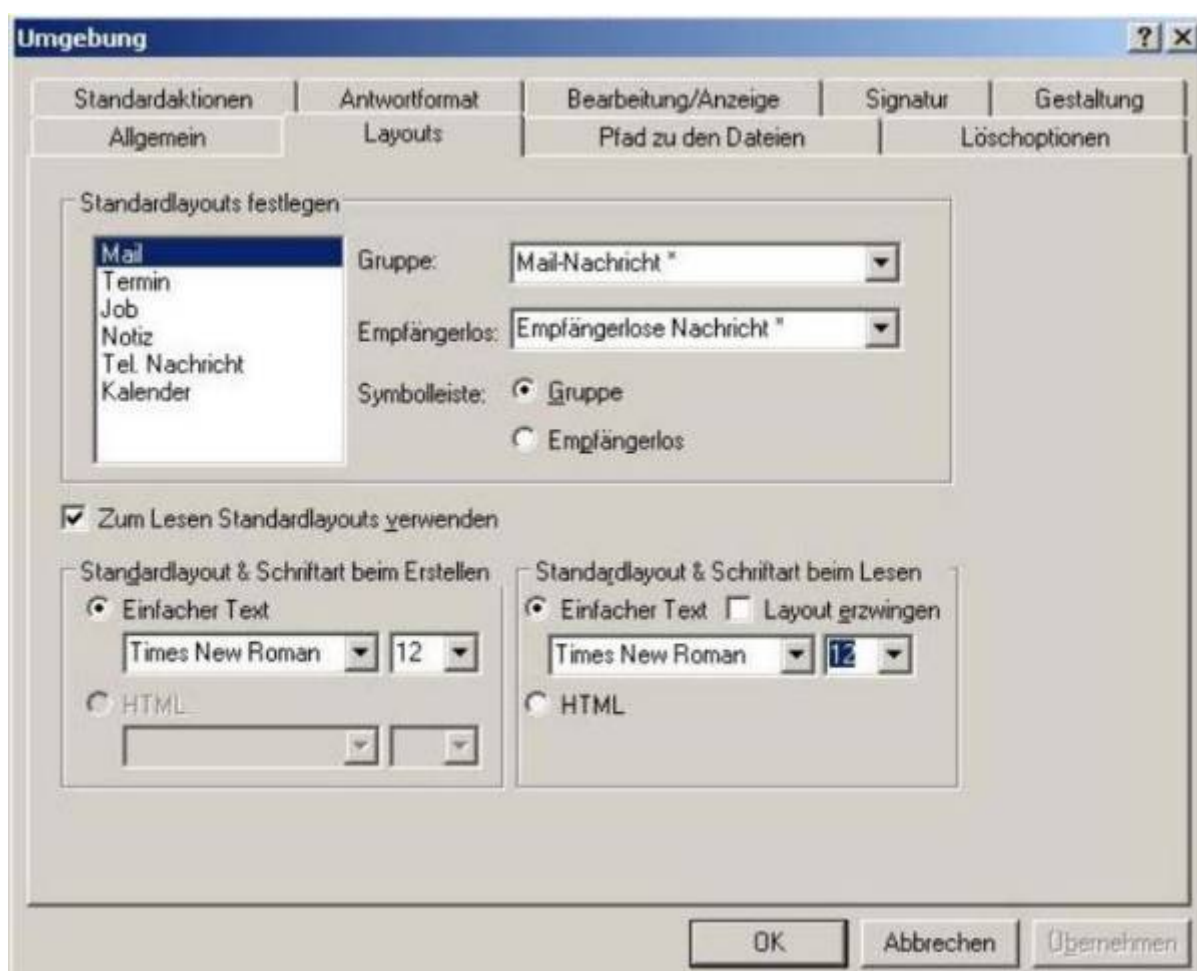 Umgebung
Standardaktionen Antwortformat Bearbeitung/Anzeige Signatur Gestaltung
Allgemein Layouts Pfad zu den Dateien Löschoptionen
Standardlayouts festlegen
Mail
Termin
Job
Notiz
Tel. Nachricht
Kalender
Gruppe: Mail-Nachricht *
Empfängerlos: Empfängerlose Nachricht *
Symbolleiste: Gruppe
Empfängerlos
Zum Lesen Standardlayouts verwenden
Standardlayout & Schriftart beim Erstellen
Einfacher Text
Times New Roman 12
HTML
Standardlayout & Schriftart beim Lesen
Einfacher Text Layout erzwingen
Times New Roman 12
HTML
OK Abbrechen Übernehmen